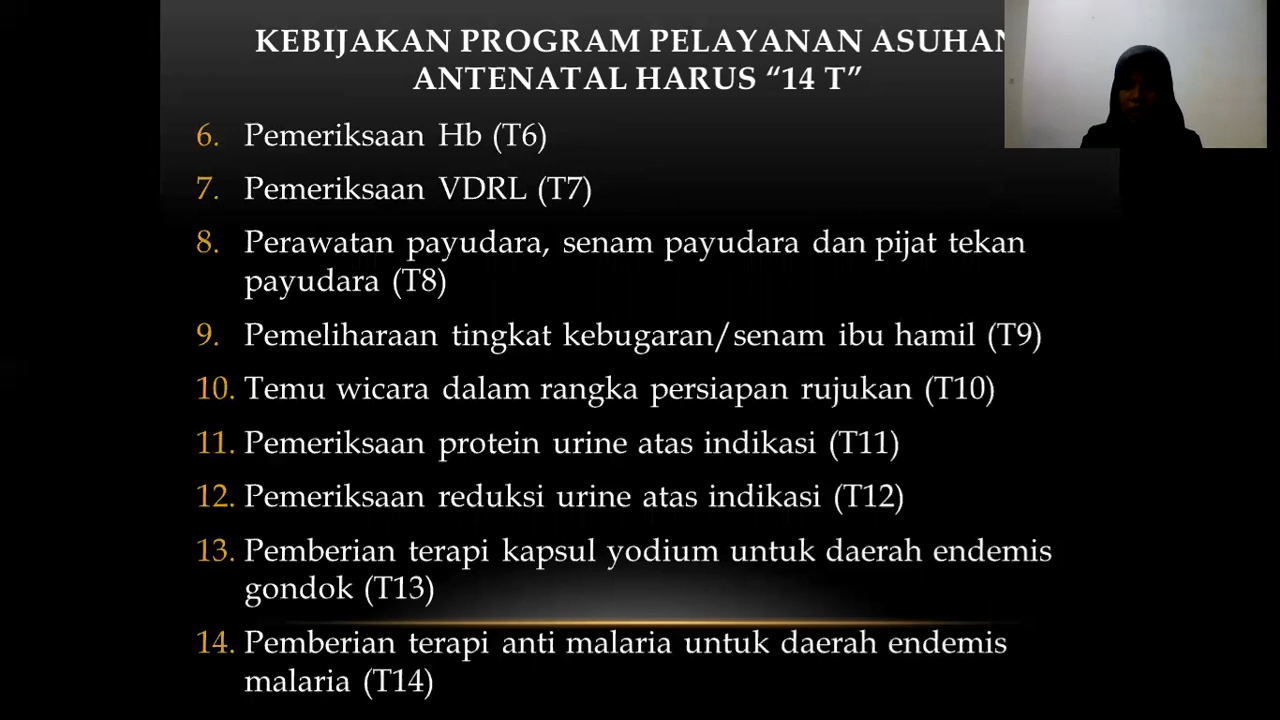 KEBIJAKAN PROGRAM PELAYANAN ASUHAN
ANTENATAL HARUS “14 T”
6. Pemeriksaan Hb (T6)
7. Pemeriksaan VDRL (T7)
8. Perawatan payudara, senam payudara dan pijat tekan
payudara (T8)
9. Pemeliharaan tingkat kebugaran/senam ibu hamil (T9)
10. Temu wicara dalam rangka persiapan rujukan (T10)
11. Pemeriksaan protein urine atas indikasi (T11)
12. Pemeriksaan reduksi urine atas indikasi (T12)
13. Pemberian terapi kapsul yodium untuk daerah endemis
gondok (T13)
14. Pemberian terapi anti malaria untuk daerah endemis
malaria (T14)